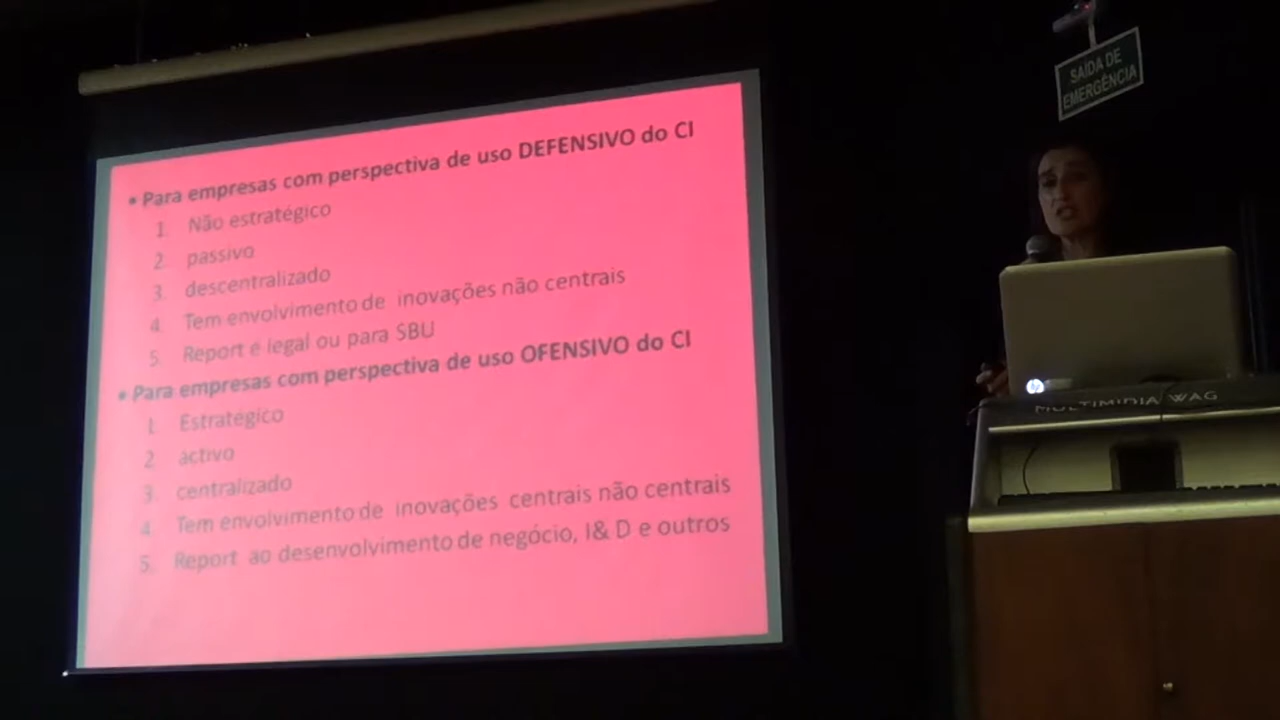 • Para empresas com perspectiva de uso DEFENSIVO do CI
1. Não estratégico
2. passivo
3. descentralizado
4. Tem envolvimento de inovações não centrais
5. Report e legal ou para SBU
• Para empresas com perspectiva de uso OFENSIVO do CI
1. Estratégico
2. activo
3. centralizado
4. Tem envolvimento de inovações centrais não centrais
5. Report ao desenvolvimento de negócio, I& D e outros
SAÍDA DE
EMERGÊNCIA
hp
MULTIMIDIA WAG